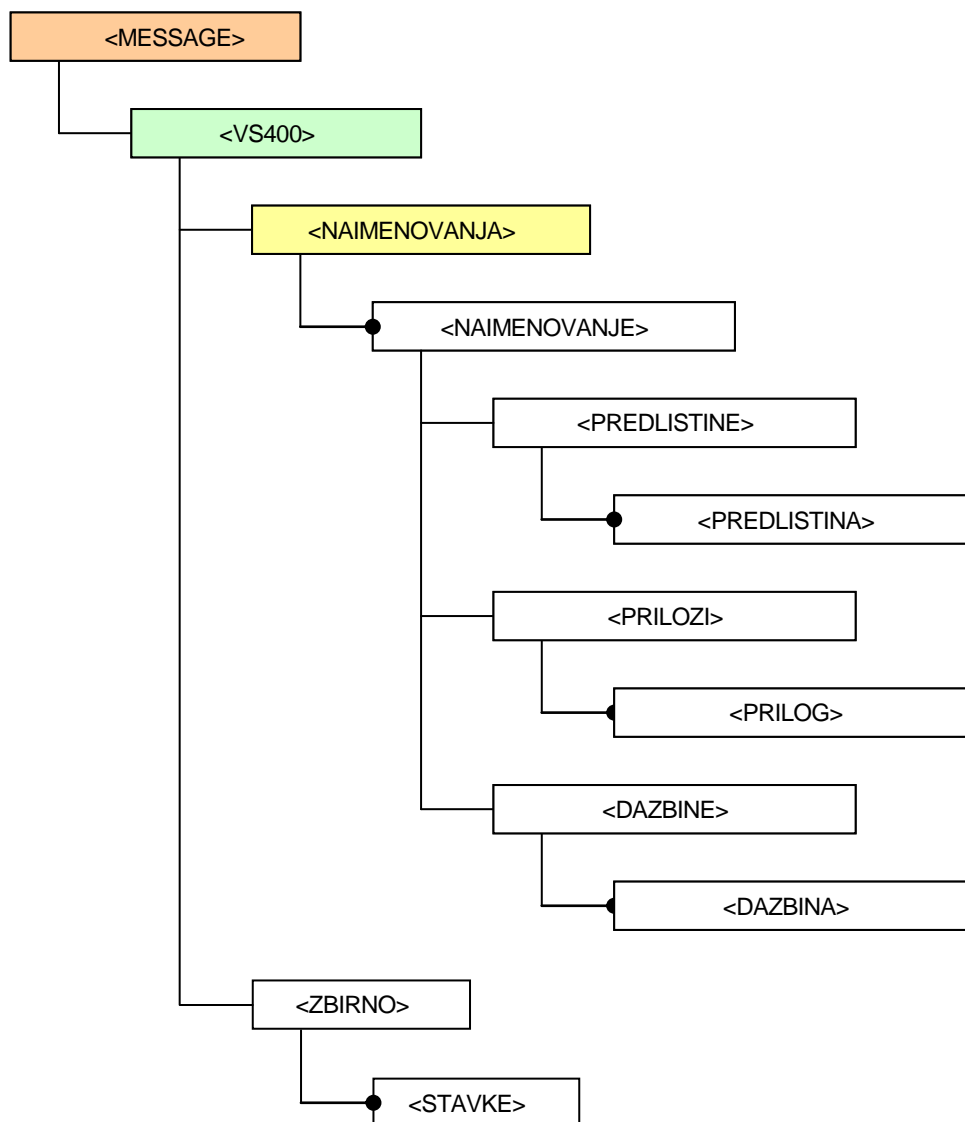 <MESSAGE>
<VS400>
<NAIMENOVANJA>
<NAIMENOVANJE>
<PREDLISTINE>
<PREDLISTINA>
<PRILOZI>
<PRILOG>
<DAZBINE>
<DAZBINA>
<ZBIRNO>
<STAVKE>